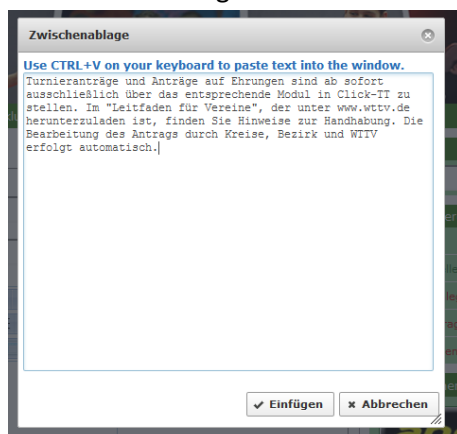 Zwischenablage
Use CTRL+V on your keyboard to paste text into the window.
Turnieranträge und Anträge auf Ehrungen sind ab sofort
ausschließlich über das entsprechende Modul in Click-TT zu
stellen. Im "Leitfaden für Vereine", der unter www.wttv.de
herunterzuladen ist, finden Sie Hinweise zur Handhabung. Die
Bearbeitung des Antrags durch Kreise, Bezirk und WTTV
erfolgt automatisch.
Einfügen
Abbrechen